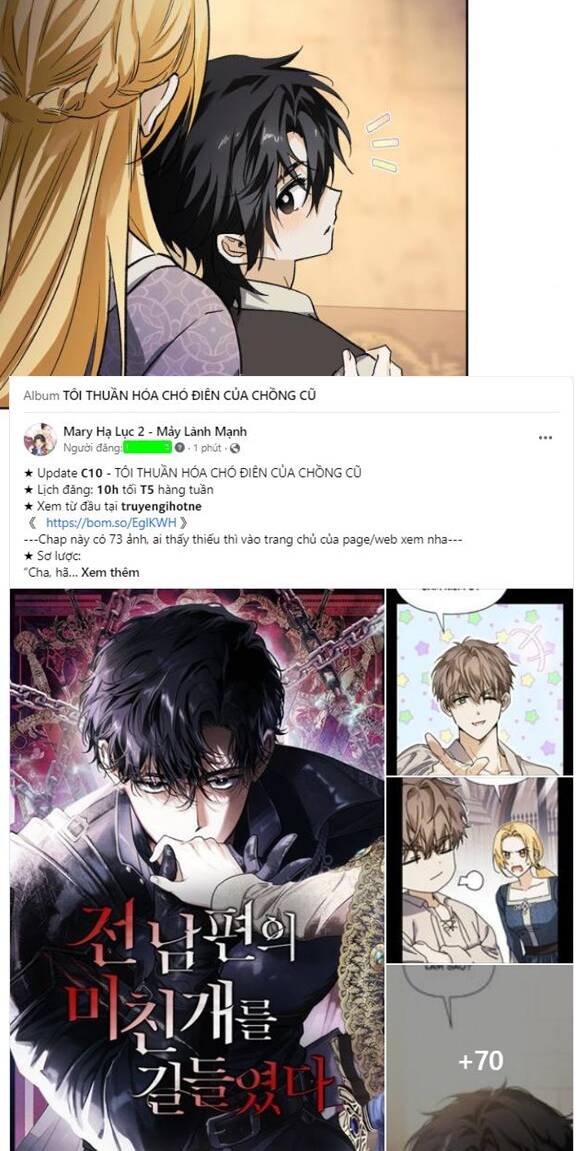 Album TÔI THUẦN HÓA CHÓ ĐIÊN CỦA CHỒNG CŨ
Mary Hạ Lục 2 - Mảy Lành Mạnh
Người đăng: · 1 phút ·
★ Update C10 - TÔI THUẦN HÓA CHÓ ĐIÊN CỦA CHỒNG CŨ
★ Lịch đăng: 10h tối T5 hàng tuần
★ Xem từ đầu tại truyengihotne
《 https://bom.so/EglKWH 》
---Chap này có 73 ảnh, ai thấy thiếu thì vào trang chủ của page/web xem nha---
★ Sơ lược:
“Cha, hã... Xem thêm
전 남편의
미친개를
길들였다
+70